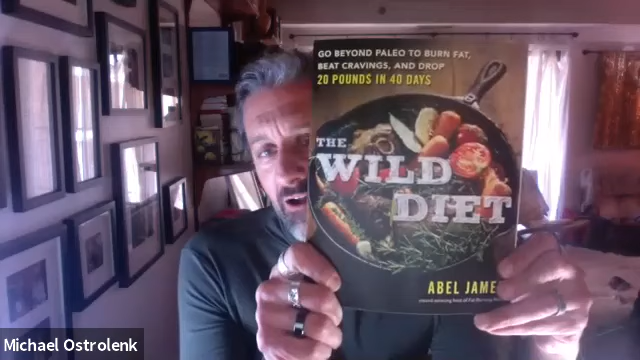 GO BEYOND PALEO TO BURN FAT,
BEAT CRAVINGS, AND DROP
20 POUNDS IN 40 DAYS
THE
WILD
DIET
ABEL JAME
Michael Ostrolenk